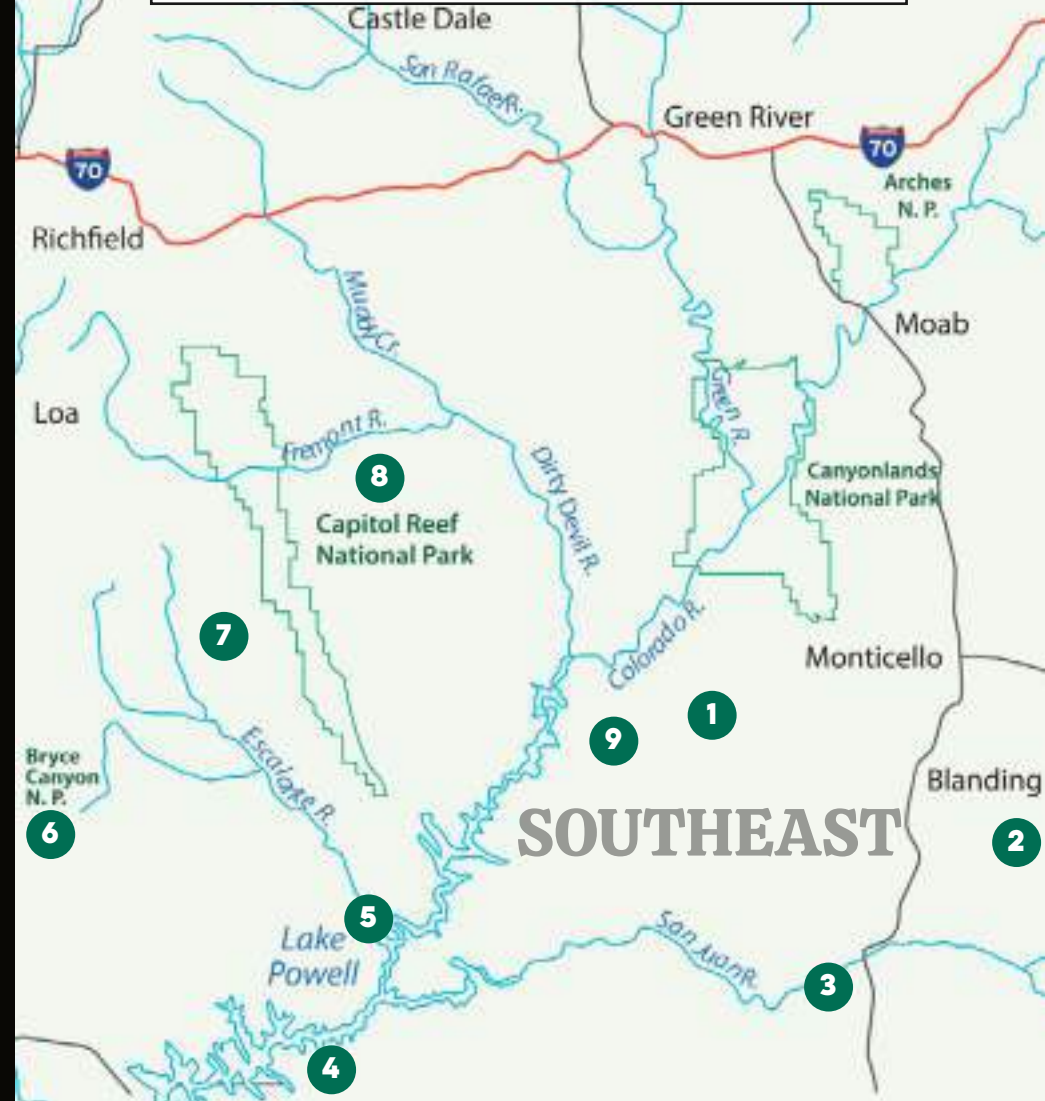 Castle Dale
San Rafael R.
Green River
70
70
Arches
N. P.
Richfield
Muddy Cr.
Moab
Green R.
Loa
Fremont R.
8
Dirty Devil R.
Canyonlands
National Park
Capitol Reef
National Park
7
Colorado R.
Monticello
1
9
Escalante R.
Bryce
Canyon
N. P.
6
Blanding
SOUTHEAST
2
5
Lake
Powell
San Juan R.
3
4